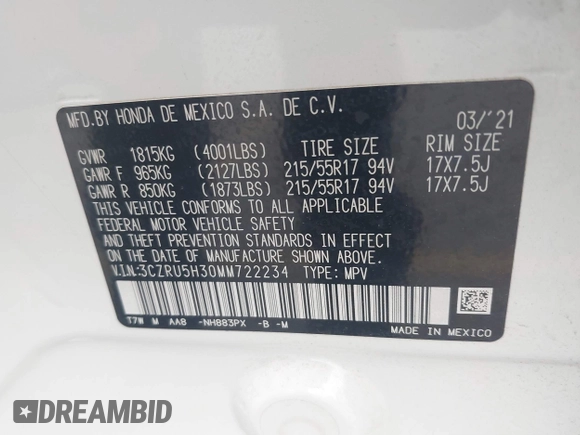 MFD.BY HONDA DE MEXICO S.A. DE C.V. 03/'21
GVWR 1815KG (4001LBS) TIRE SIZE RIM SIZE
GAWR F 965KG (2127LBS) 215/55R17 94V 17X7.5J
GAWR R 850KG (1873LBS) 215/55R17 94V 17X7.5J
THIS VEHICLE CONFORMS TO ALL APPLICABLE
FEDERAL MOTOR VEHICLE SAFETY
AND THEFT PREVENTION STANDARDS IN EFFECT
ON THE DATE OF MANUFACTURE SHOWN ABOVE.
V.I.N:3CZRU5H30MM722234 TYPE: MPV
T7W M AAB -NH883PX -B -M
MADE IN MEXICO
DREAMBID